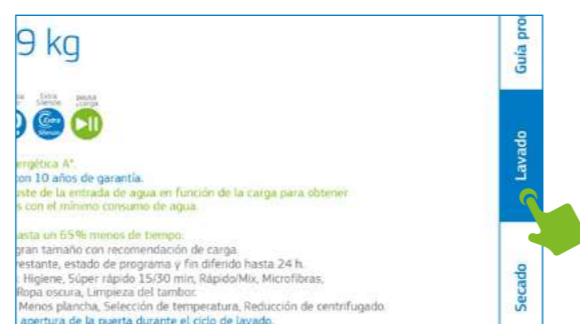 9 kg
Extra
Silencio
pausa
+carga
Extra
Silencio
ergética A*.
con 10 años de garantía.
uste de la entrada de agua en función de la carga para obtener
s con el mínimo consumo de agua.
asta un 65% menos de tiempo.
gran tamaño con recomendación de carga.
restante, estado de programa y fin diferido hasta 24 h.
: Higiene, Súper rápido 15/30 min, Rápido/Mix, Microfibras,
Ropa oscura, Limpieza del tambor.
Menos plancha, Selección de temperatura, Reducción de centrifugado.
apertura de la puerta durante el ciclo de lavado.
Guía pro
Lavado
Secado